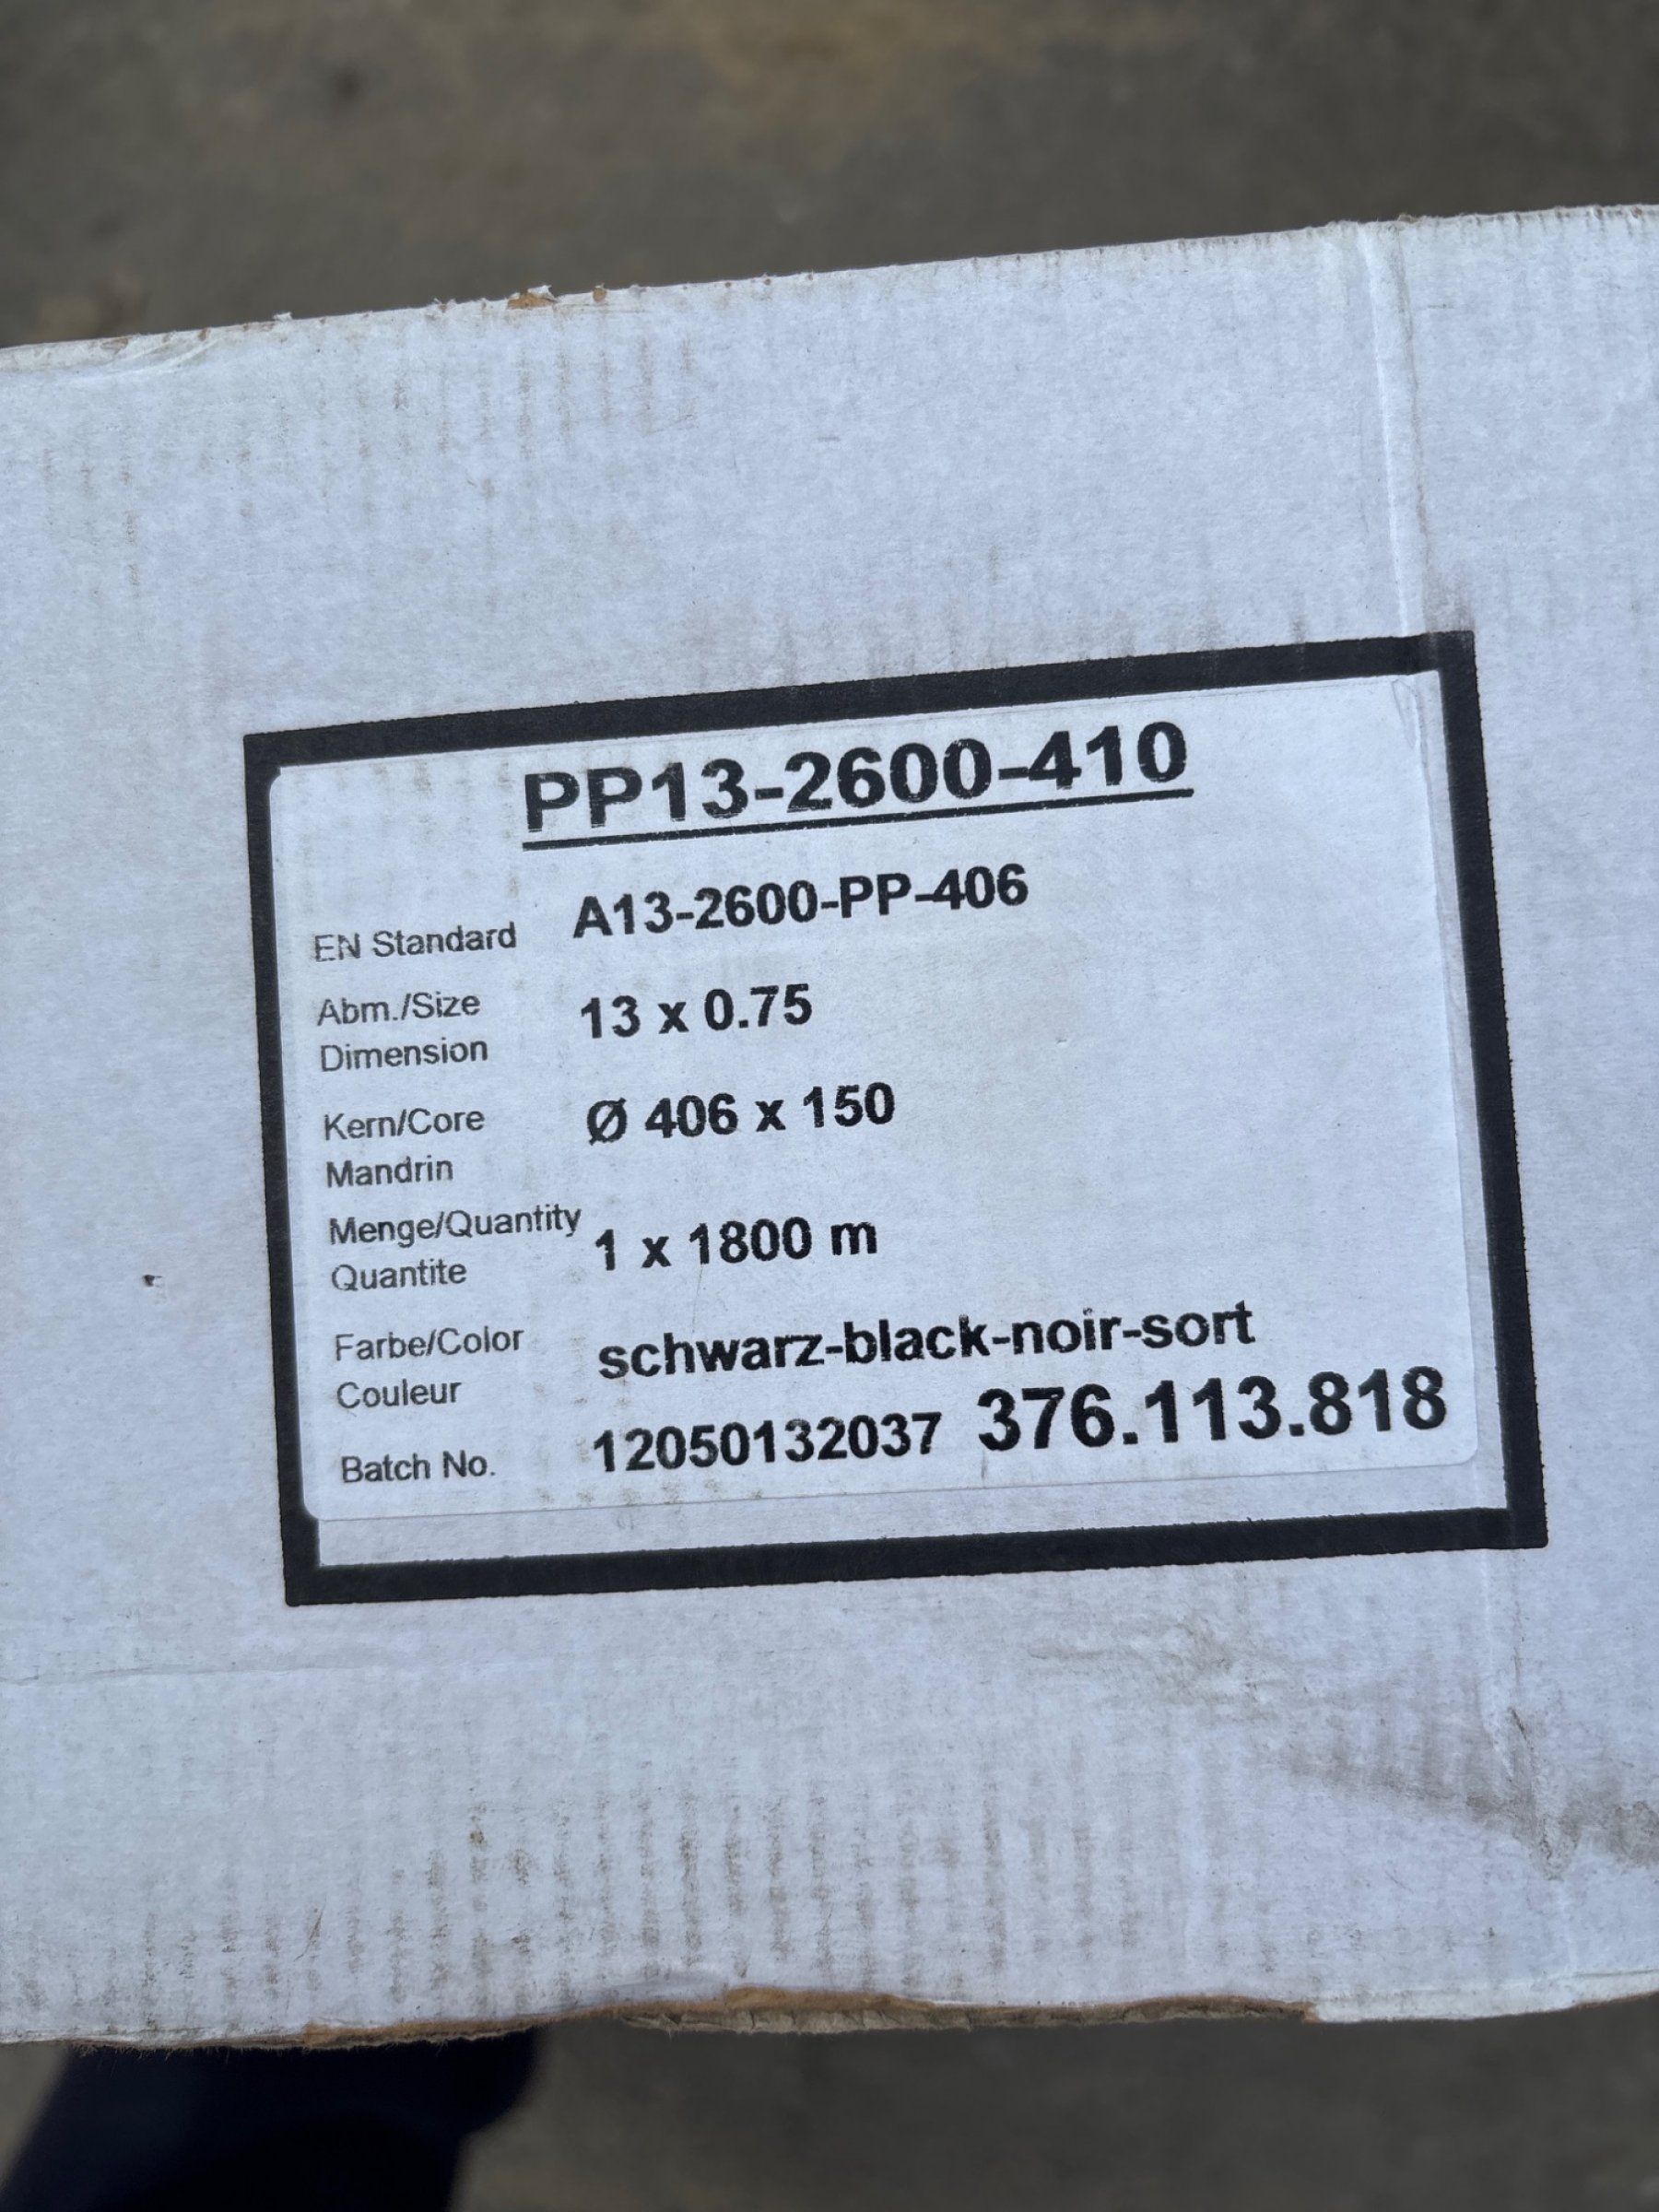 PP13-2600-410
EN Standard A13-2600-PP-406
Abm./Size
Dimension 13 x 0.75
Kern/Core
Mandrin Ø 406 x 150
Menge/Quantity
Quantite 1 x 1800 m
Farbe/Color
Couleur schwarz-black-noir-sort
Batch No. 12050132037 376.113.818